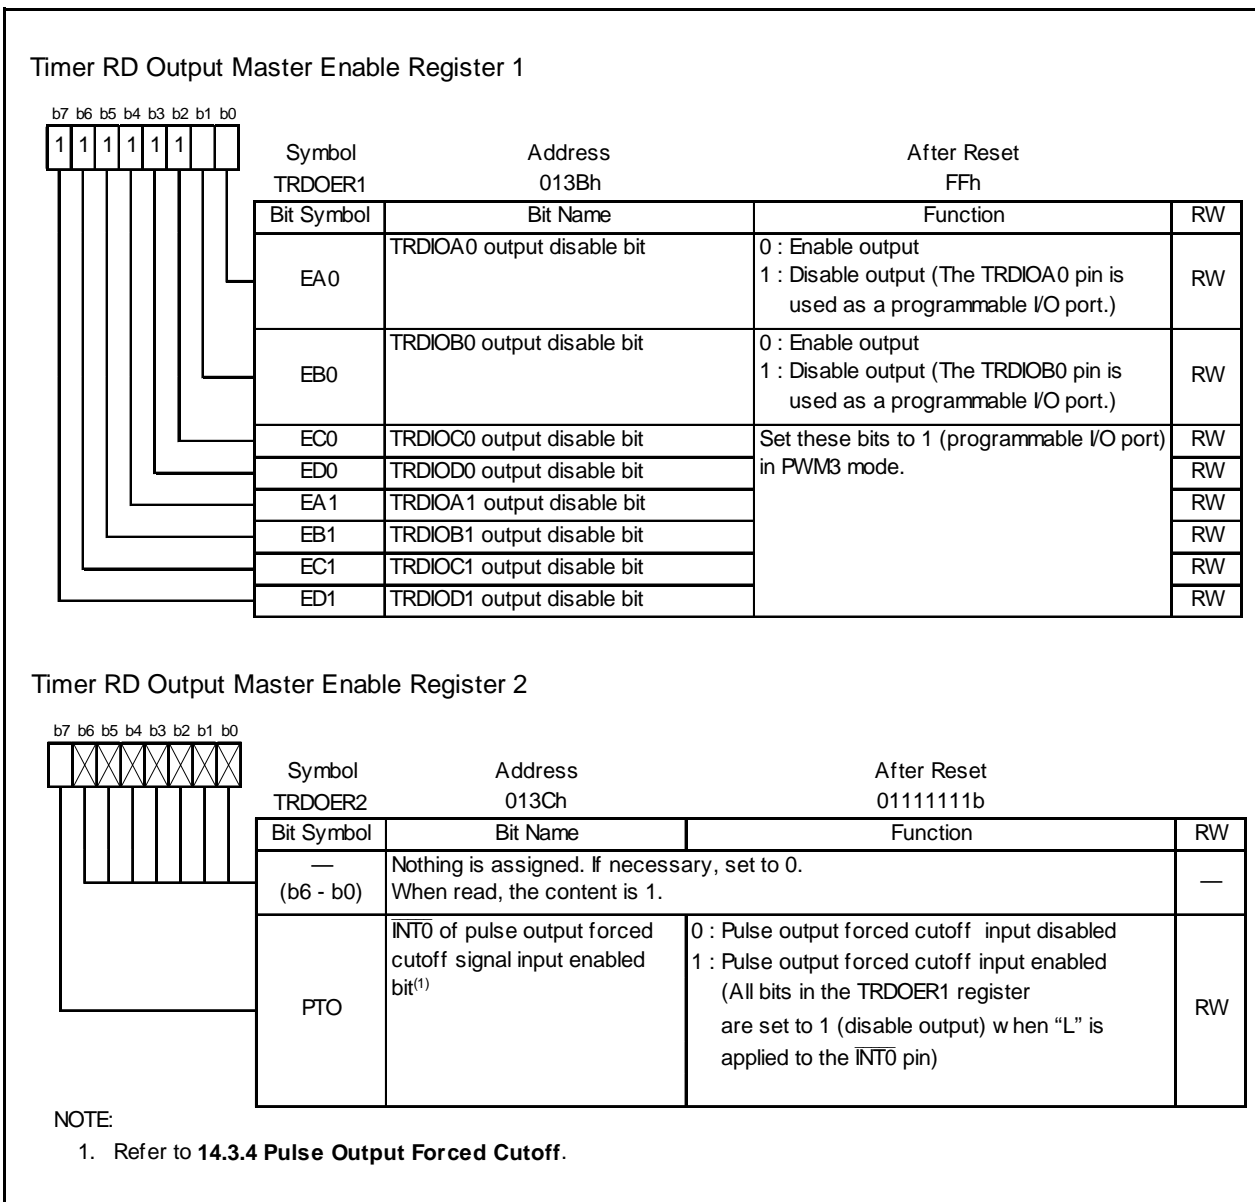 Timer RD Output Master Enable Register 1
b7 b6 b5 b4 b3 b2 b1 b0
1 1 1 1 1 1
Symbol Address After Reset
TRDOER1 013Bh FFh
Bit Symbol Bit Name Function RW
EA0 TRDIOA0 output disable bit 0 : Enable output
1 : Disable output (The TRDIOA0 pin is
used as a programmable I/O port.) RW
EB0 TRDIOB0 output disable bit 0 : Enable output
1 : Disable output (The TRDIOB0 pin is
used as a programmable I/O port.) RW
EC0 TRDIOC0 output disable bit Set these bits to 1 (programmable I/O port) RW
ED0 TRDIOD0 output disable bit in PWM3 mode. RW
EA1 TRDIOA1 output disable bit RW
EB1 TRDIOB1 output disable bit RW
EC1 TRDIOC1 output disable bit RW
ED1 TRDIOD1 output disable bit RW
Timer RD Output Master Enable Register 2
b7 b6 b5 b4 b3 b2 b1 b0
Symbol Address After Reset
TRDOER2 013Ch 01111111b
Bit Symbol Bit Name Function RW
— Nothing is assigned. If necessary, set to 0.
(b6 - b0) When read, the content is 1. —
PTO INT0 of pulse output forced
cutoff signal input enabled
bit(1)
0 : Pulse output forced cutoff input disabled
1 : Pulse output forced cutoff input enabled
(All bits in the TRDOER1 register
are set to 1 (disable output) when “L” is
applied to the INT0 pin) RW
NOTE:
1. Refer to 14.3.4 Pulse Output Forced Cutoff.